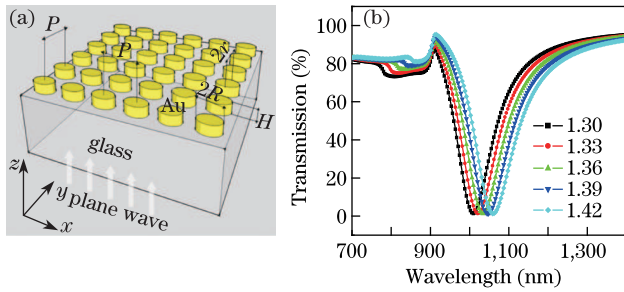 (a)
P
P
2r
2R
Au
H
glass
z
y plane wave
x
(b)
Transmission (%)
100
80
60
40
20
0
1.30
1.33
1.36
1.39
1.42
700 900 1,100 1,300
Wavelength (nm)